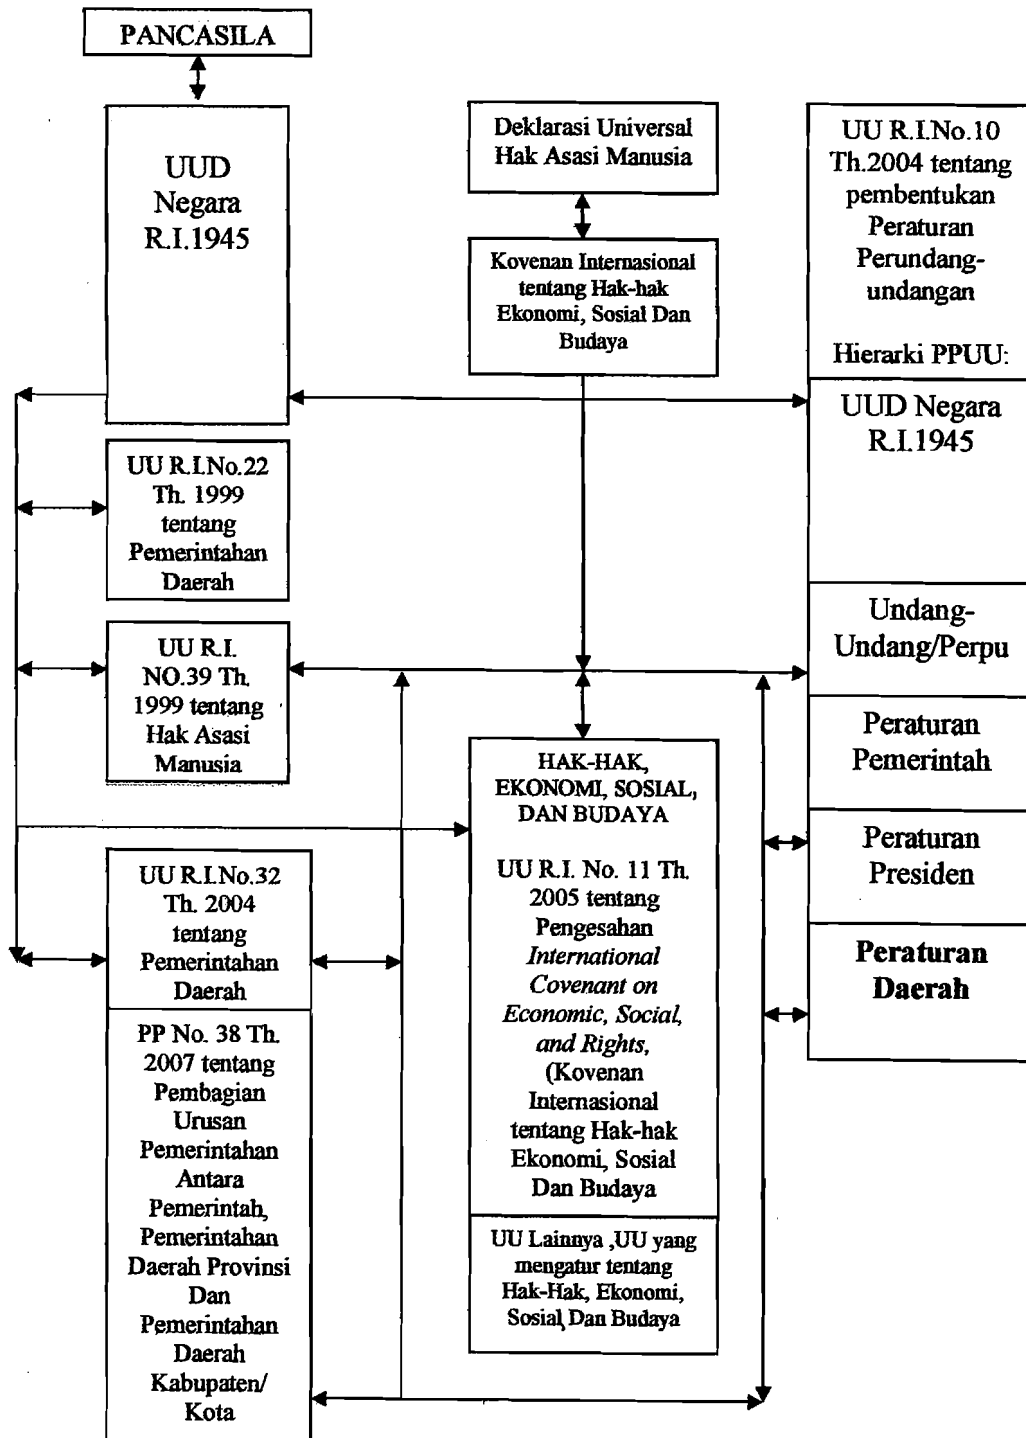 PANCASILA
UUD
Negara
R.I.1945
UU R.I.No.22
Th. 1999
tentang
Pemerintahan
Daerah
UU R.I.
NO.39 Th.
1999 tentang
Hak Asasi
Manusia
UU R.I.No.32
Th. 2004
tentang
Pemerintahan
Daerah
PP No. 38 Th.
2007 tentang
Pembagian
Urusan
Pemerintahan
Antara
Pemerintah,
Pemerintahan
Daerah Provinsi
Dan
Pemerintahan
Daerah
Kabupaten/
Kota
Deklarasi Universal
Hak Asasi Manusia
Kovenan Internasional
tentang Hak-hak
Ekonomi, Sosial Dan
Budaya
HAK-HAK,
EKONOMI, SOSIAL,
DAN BUDAYA
UU R.I. No. 11 Th.
2005 tentang
Pengesahan
International
Covenant on
Economic, Social,
and Rights,
(Kovenan
Internasional
tentang Hak-hak
Ekonomi, Sosial
Dan Budaya
UU Lainnya ,UU yang
mengatur tentang
Hak-Hak, Ekonomi,
Sosial, Dan Budaya
UU R.I.No.10
Th.2004 tentang
pembentukan
Peraturan
Perundang-
undangan
Hierarki PPUU:
UUD Negara
R.I.1945
Undang-
Undang/Perpu
Peraturan
Pemerintah
Peraturan
Presiden
Peraturan
Daerah